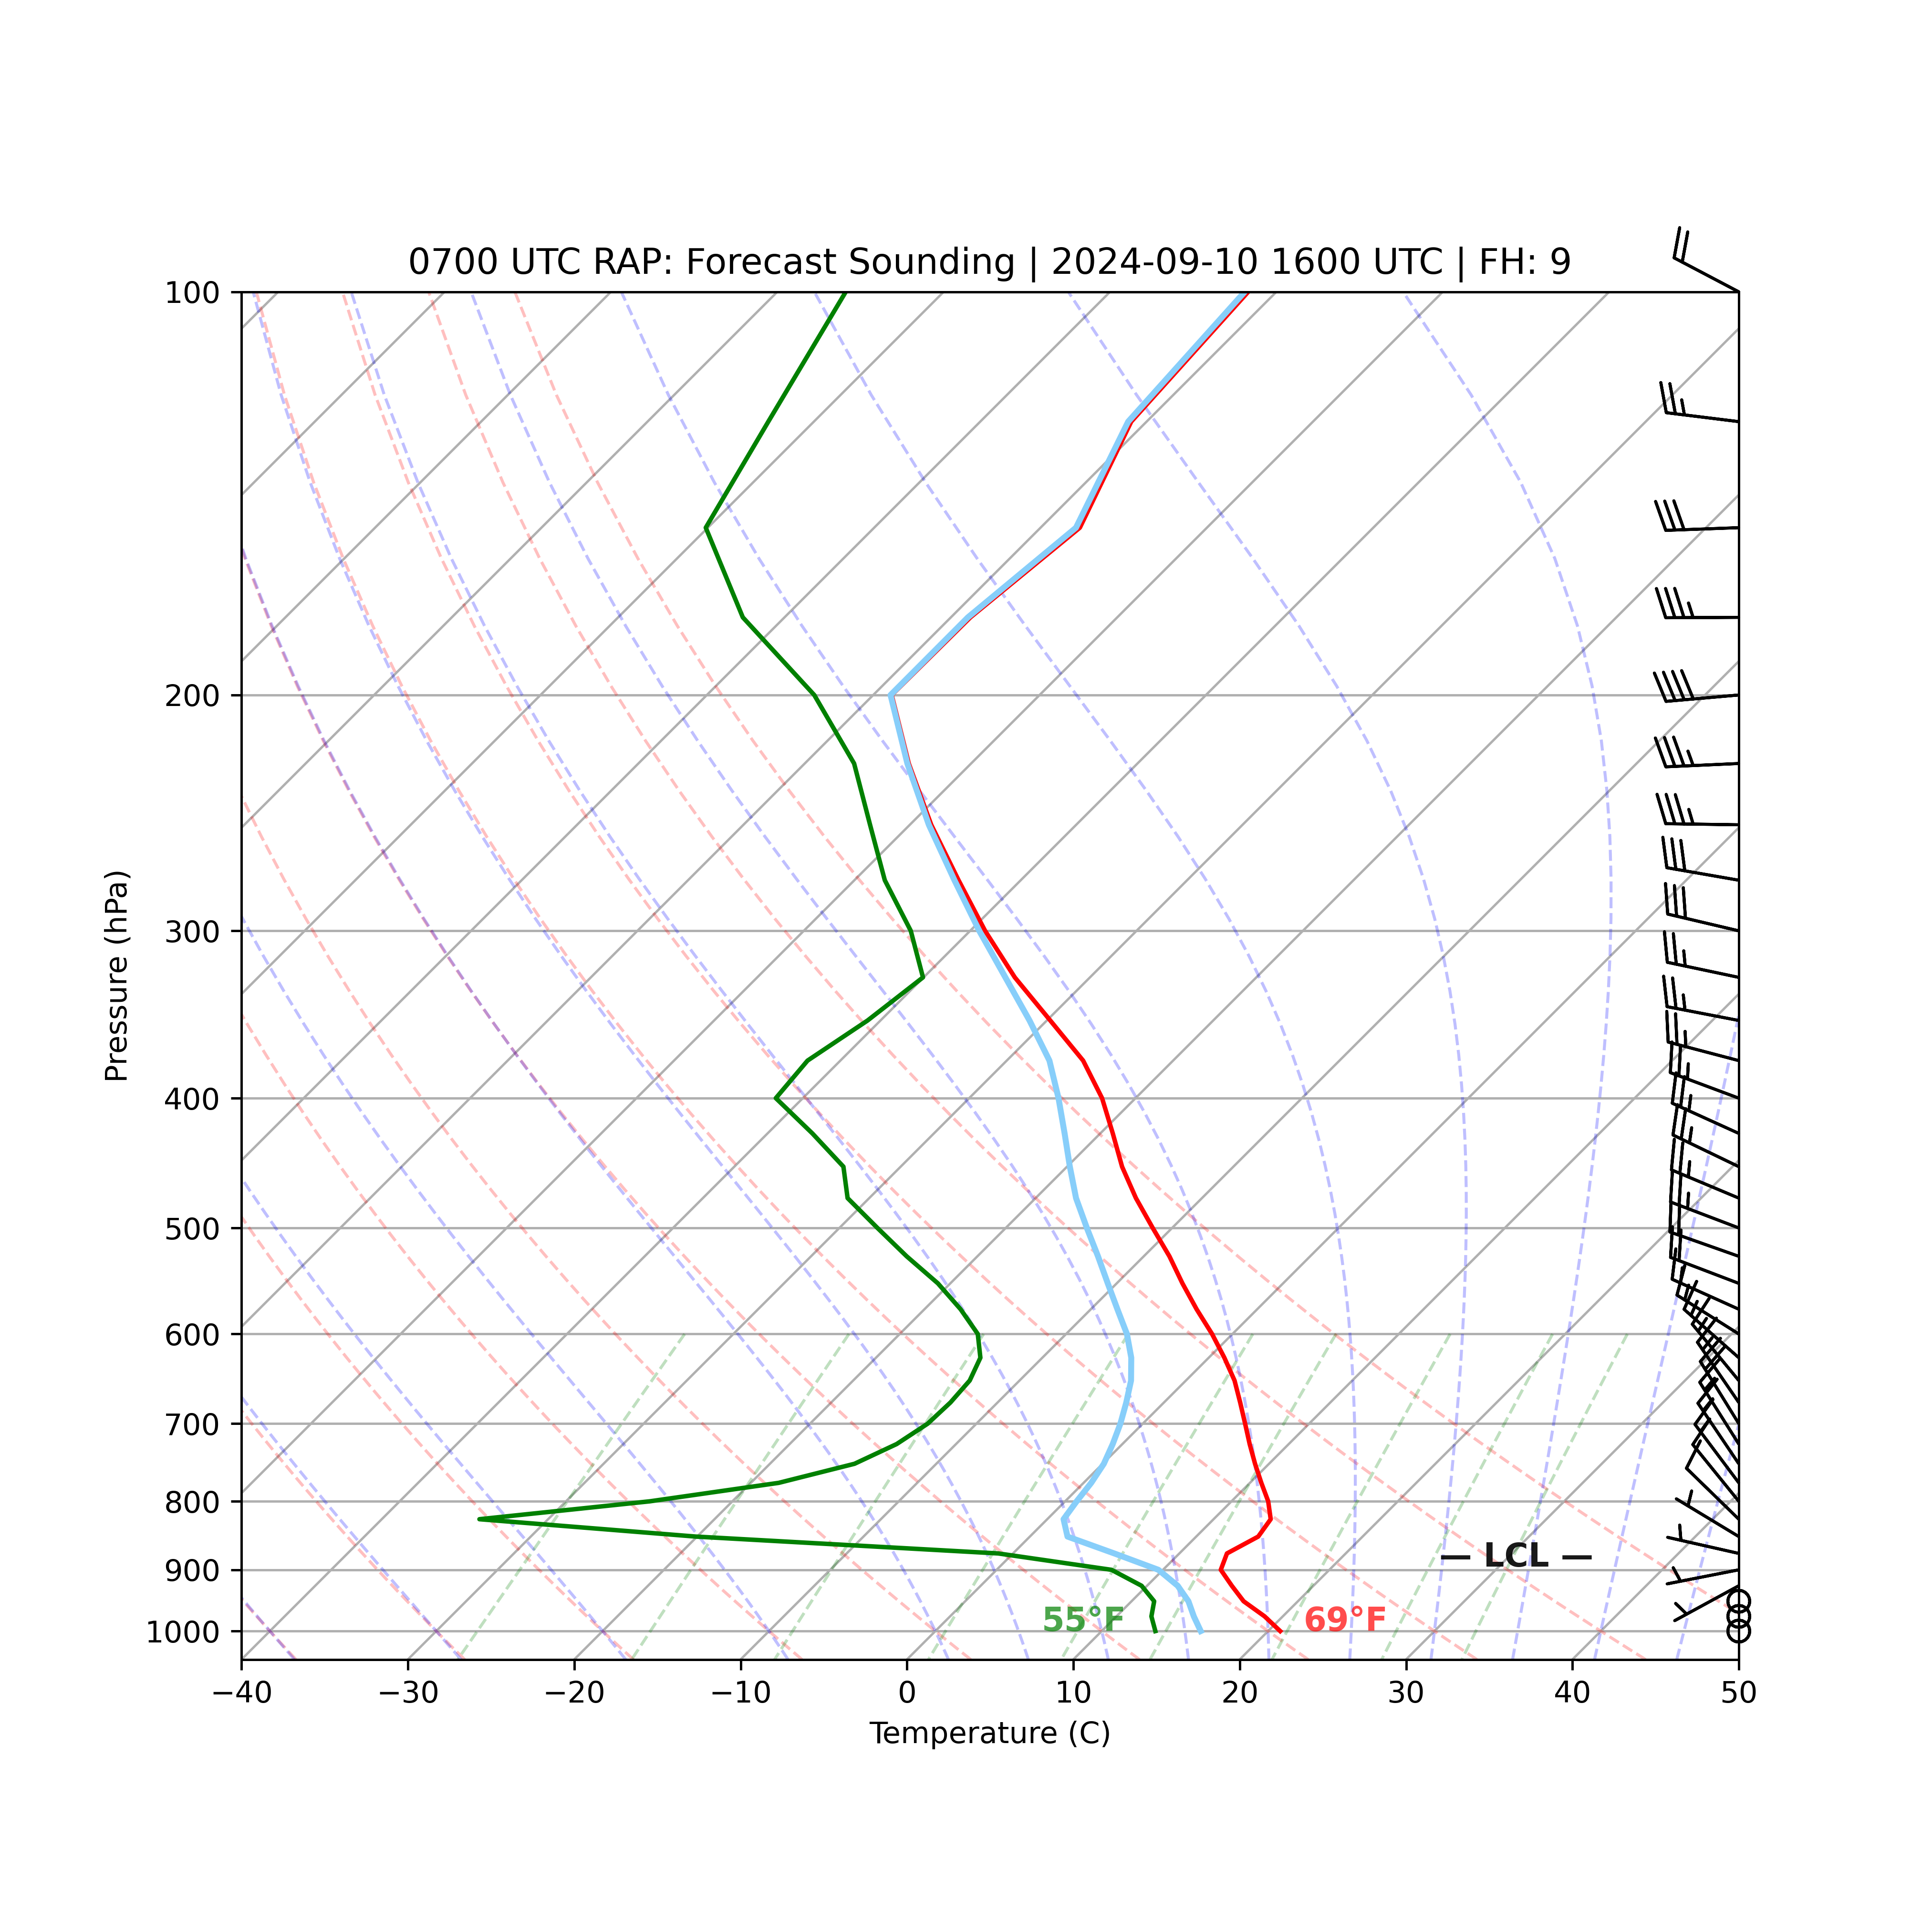 0700 UTC RAP: Forecast Sounding | 2024-09-10 1600 UTC | FH: 9
100
200
300
400
500
600
700
800
900
1000
Pressure (hPa)
— LCL —
55°F
69°F
−40 −30 −20 −10 0 10 20 30 40 50
Temperature (C)